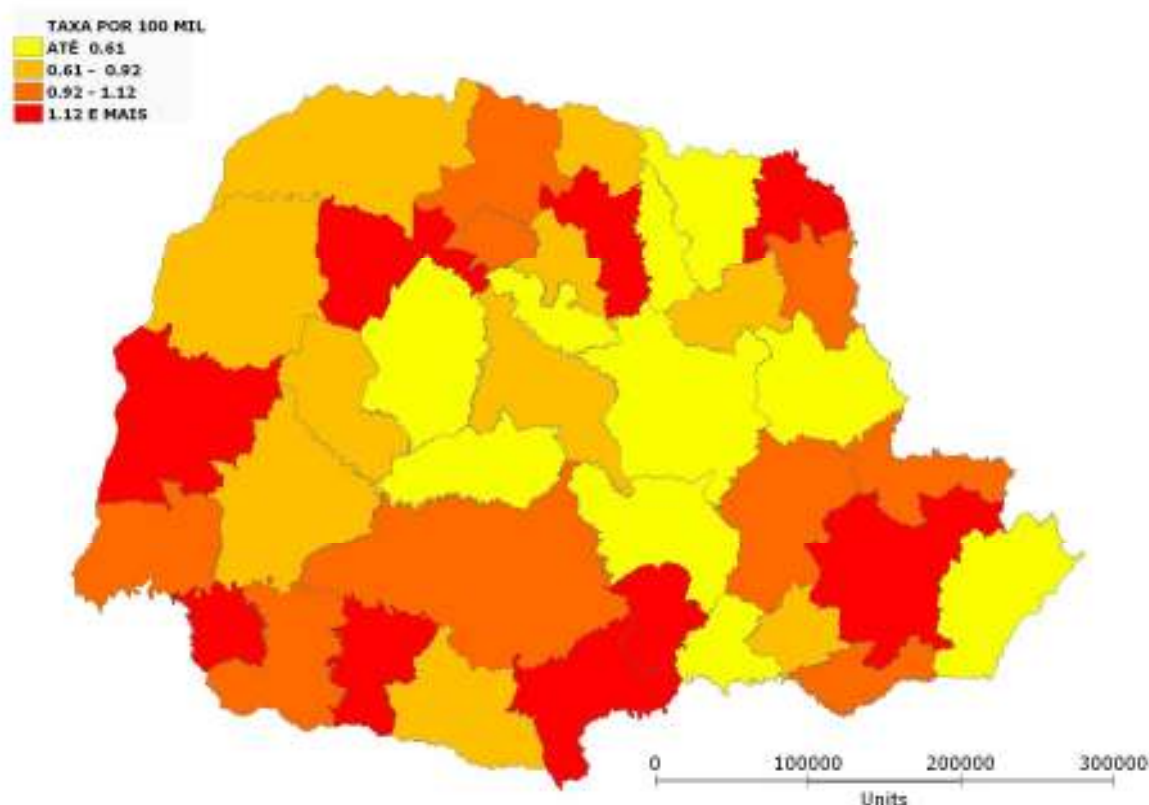 TAXA POR 100 MIL
ATÉ 0.61
0.61 - 0.92
0.92 - 1.12
1.12 E MAIS
0 100000 200000 300000
Units